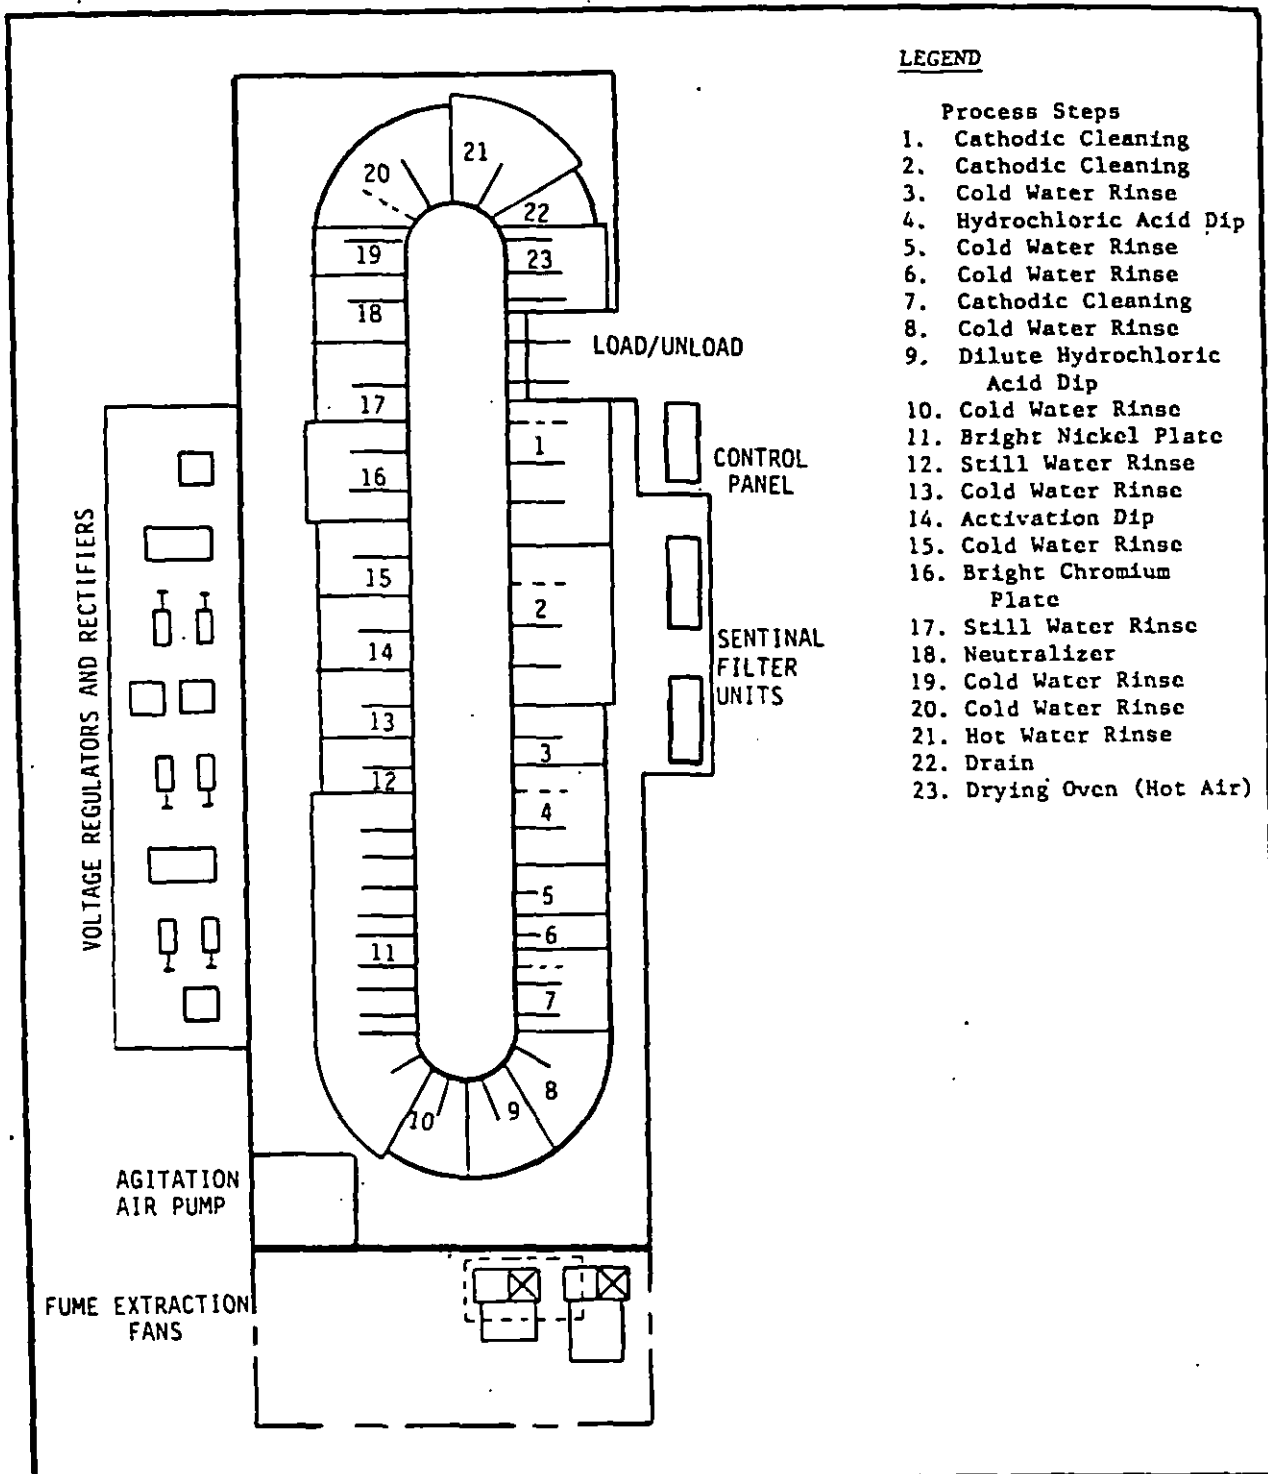 LEGEND
Process Steps
1. Cathodic Cleaning
2. Cathodic Cleaning
3. Cold Water Rinse
4. Hydrochloric Acid Dip
5. Cold Water Rinse
6. Cold Water Rinse
7. Cathodic Cleaning
8. Cold Water Rinse
9. Dilute Hydrochloric
Acid Dip
10. Cold Water Rinse
11. Bright Nickel Plate
12. Still Water Rinse
13. Cold Water Rinse
14. Activation Dip
15. Cold Water Rinse
16. Bright Chromium
Plate
17. Still Water Rinse
18. Neutralizer
19. Cold Water Rinse
20. Cold Water Rinse
21. Hot Water Rinse
22. Drain
23. Drying Oven (Hot Air)
21
20
22
19
23
18
LOAD/UNLOAD
17
1
16
CONTROL
PANEL
15
2
14
SENTINAL
FILTER
UNITS
13
3
12
4
5
6
11
7
8
9
10
VOLTAGE REGULATORS AND RECTIFIERS
AGITATION
AIR PUMP
FUME EXTRACTION
FANS